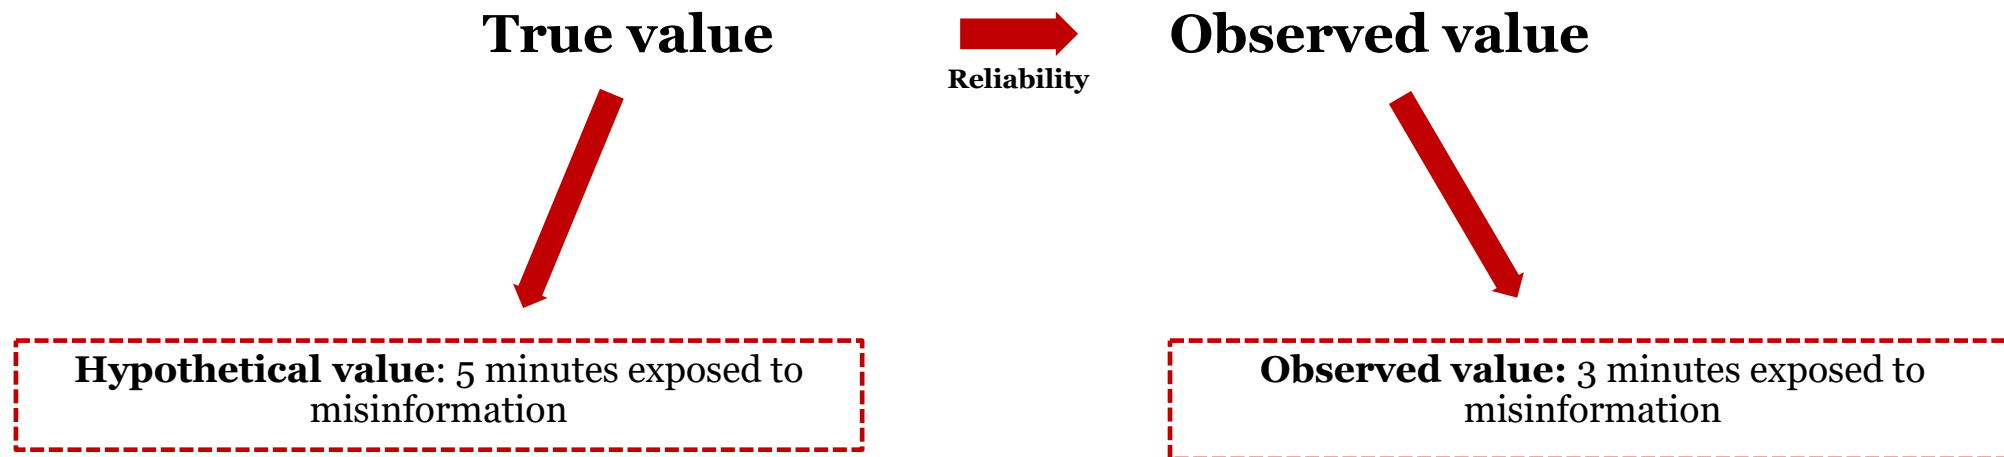 True value
Observed value
Reliability
Hypothetical value: 5 minutes exposed to
misinformation
Observed value: 3 minutes exposed to
misinformation